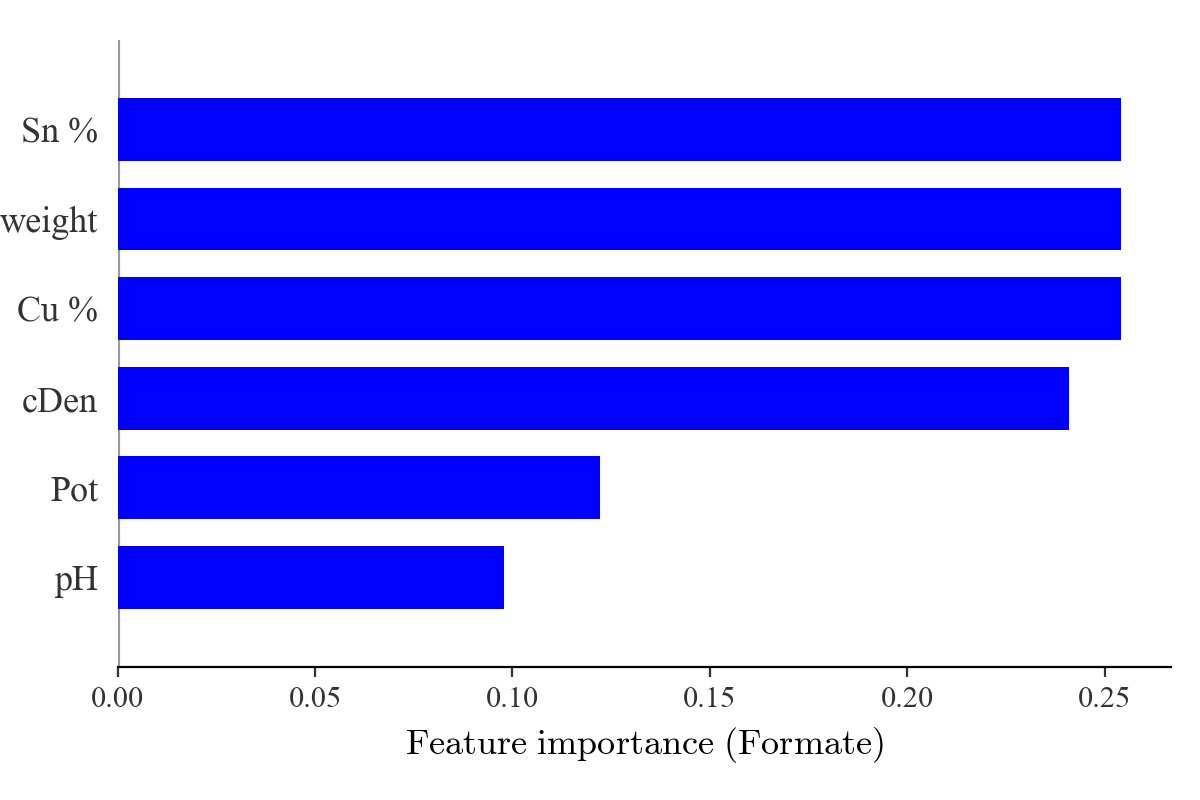 Sn %
weight
Cu %
cDen
Pot
pH
0.00 0.05 0.10 0.15 0.20 0.25
Feature importance (Formate)